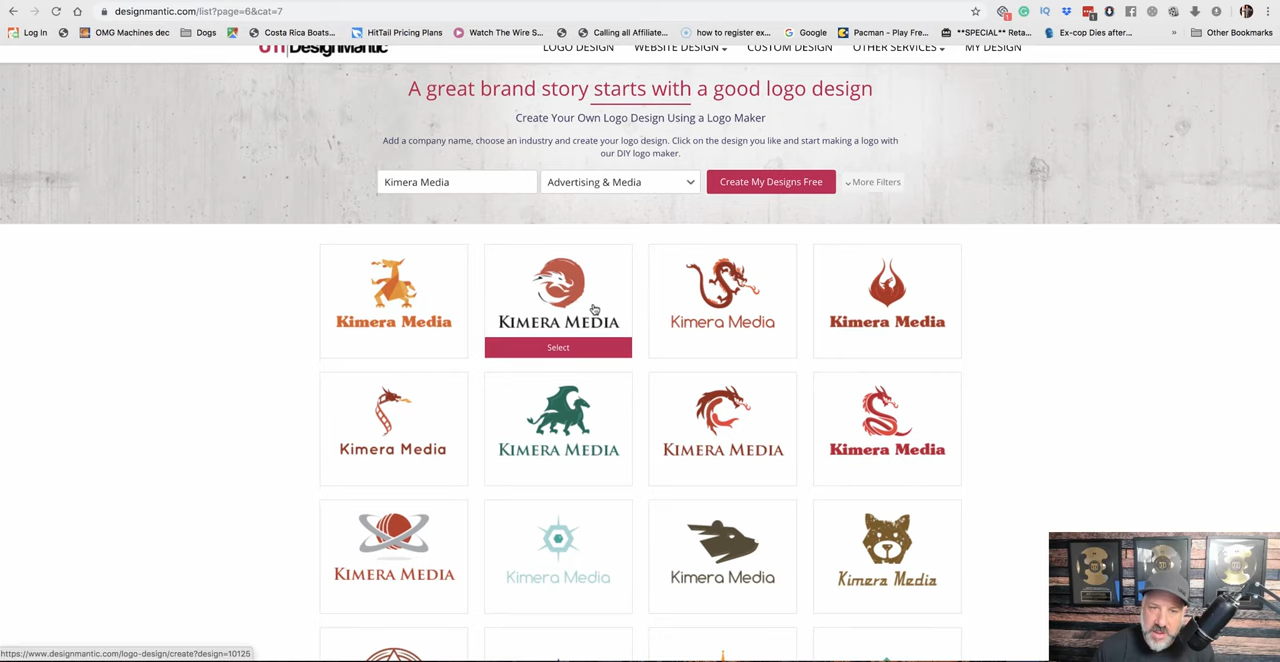 designmantic.com/list?page=6&cat=7
Log In
OMG Machines dec
Dogs
Costa Rica Boats...
HitTail Pricing Plans
Watch The Wire S...
Calling all Affiliate...
how to register ex...
Google
Pacman - Play Fre...
**SPECIAL** Reta...
Ex-cop Dies after...
»
Other Bookmarks
DesignMantic
LOGO DESIGN
WEBSITE DESIGN
CUSTOM DESIGN
OTHER SERVICES
MY DESIGN
A great brand story starts with a good logo design
Create Your Own Logo Design Using a Logo Maker
Add a company name, choose an industry and create your logo design. Click on the design you like and start making a logo with
our DIY logo maker.
Kimera Media
Advertising & Media
Create My Designs Free
More Filters
Kimera Media
KIMERA MEDIA
Kimera Media
Kimera Media
Select
Kimera Media
KIMERA MEDIA
KIMERA MEDIA
Kimera Media
KIMERA MEDIA
Kimera Media
Kimera Media
Kimera Media
https://www.designmantic.com/logo-design/create?design=10125